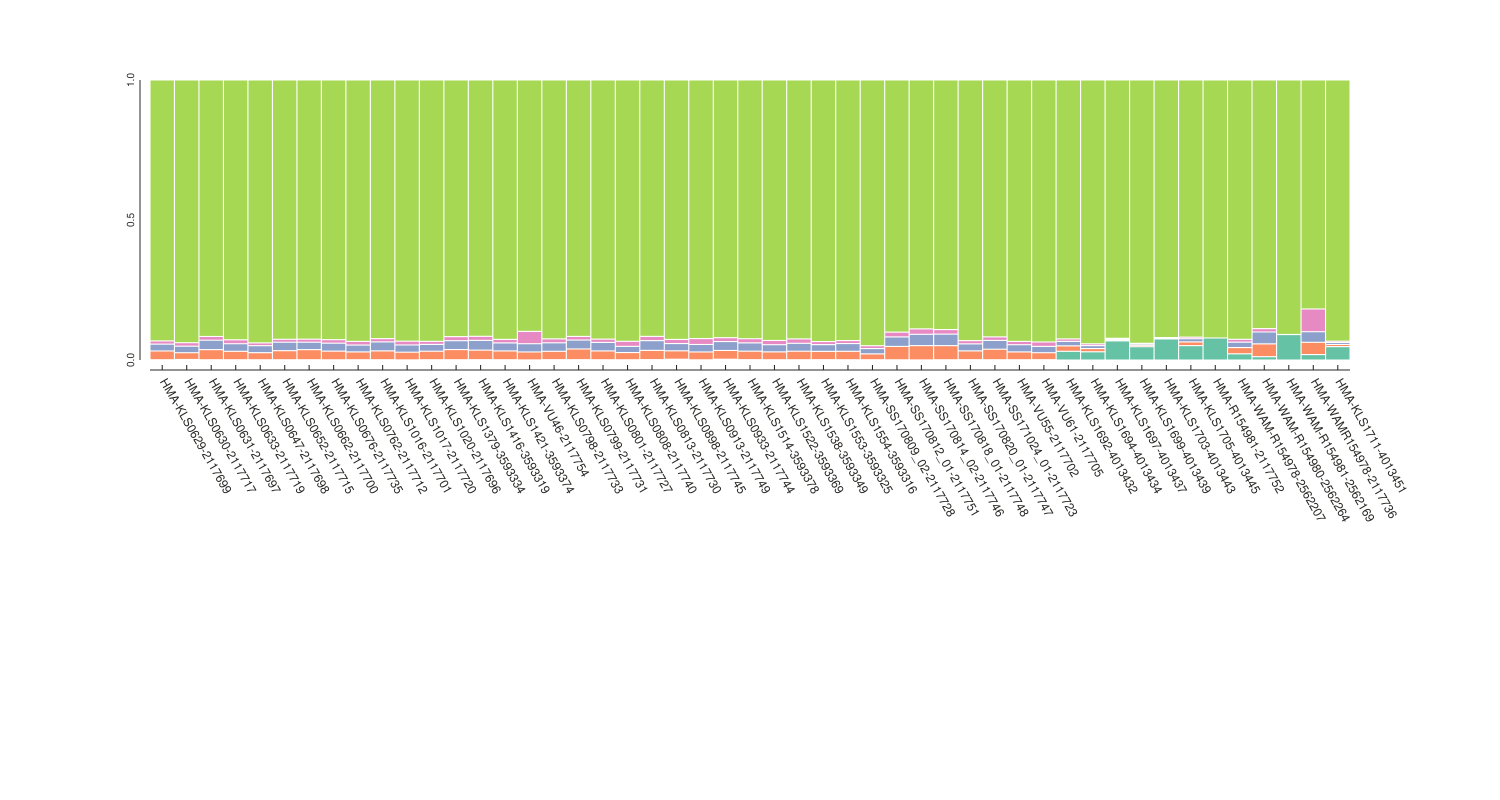 1.0
0.5
0.0
HMA-KLS0629-2117699
HMA-KLS0630-2117717
HMA-KLS0631-2117697
HMA-KLS0633-2117719
HMA-KLS0647-2117698
HMA-KLS0652-2117715
HMA-KLS0662-2117700
HMA-KLS0676-2117735
HMA-KLS0762-2117712
HMA-KLS1016-2117701
HMA-KLS1017-2117720
HMA-KLS1020-2117696
HMA-KLS1379-3593334
HMA-KLS1416-3593319
HMA-KLS1421-3593374
HMA-VU46-2117754
HMA-KLS0798-2117733
HMA-KLS0799-2117731
HMA-KLS0801-2117727
HMA-KLS0808-2117740
HMA-KLS0813-2117730
HMA-KLS0898-2117745
HMA-KLS0913-2117749
HMA-KLS0933-2117744
HMA-KLS1514-3593378
HMA-KLS1522-3593369
HMA-KLS1538-3593349
HMA-KLS1553-3593325
HMA-KLS1554-3593316
HMA-SS170809_02-2117728
HMA-SS170812_01-2117751
HMA-SS170814_02-2117746
HMA-SS170818_01-2117748
HMA-SS170820_01-2117747
HMA-SS171024_01-2117723
HMA-VU55-2117702
HMA-VU61-2117705
HMA-KLS1692-4013432
HMA-KLS1694-4013434
HMA-KLS1697-4013437
HMA-KLS1699-4013439
HMA-KLS1703-4013443
HMA-KLS1705-4013445
HMA-R154981-2117752
HMA-WAM-R154978-2562207
HMA-WAM-R154980-2562264
HMA-WAM-R154981-2562169
HMA-WAMR154978-2117736
HMA-KLS1711-4013451